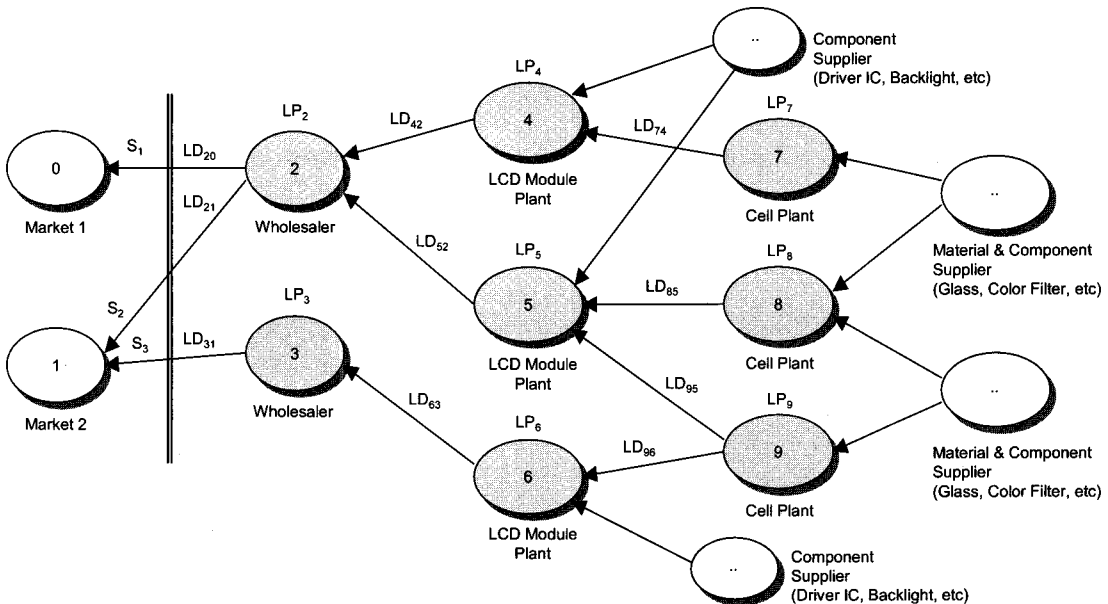 ..
Component
Supplier
(Driver IC, Backlight, etc)
LP4
LP2
LD42
4
LP7
S1
LD20
LD74
0
2
7
..
LD21
LCD Module
Plant
Market 1
Wholesaler
Cell Plant
LD52
LP5
LP8
Material & Component
Supplier
(Glass, Color Filter, etc)
LP3
LD85
5
8
S2
S3
LD31
1
3
LCD Module
Plant
Cell Plant
..
LD95
Market 2
Wholesaler
LD63
LP9
LP6
LD96
9
Material & Component
Supplier
(Glass, Color Filter, etc)
6
Cell Plant
LCD Module
Plant
..
Component
Supplier
(Driver IC, Backlight, etc)